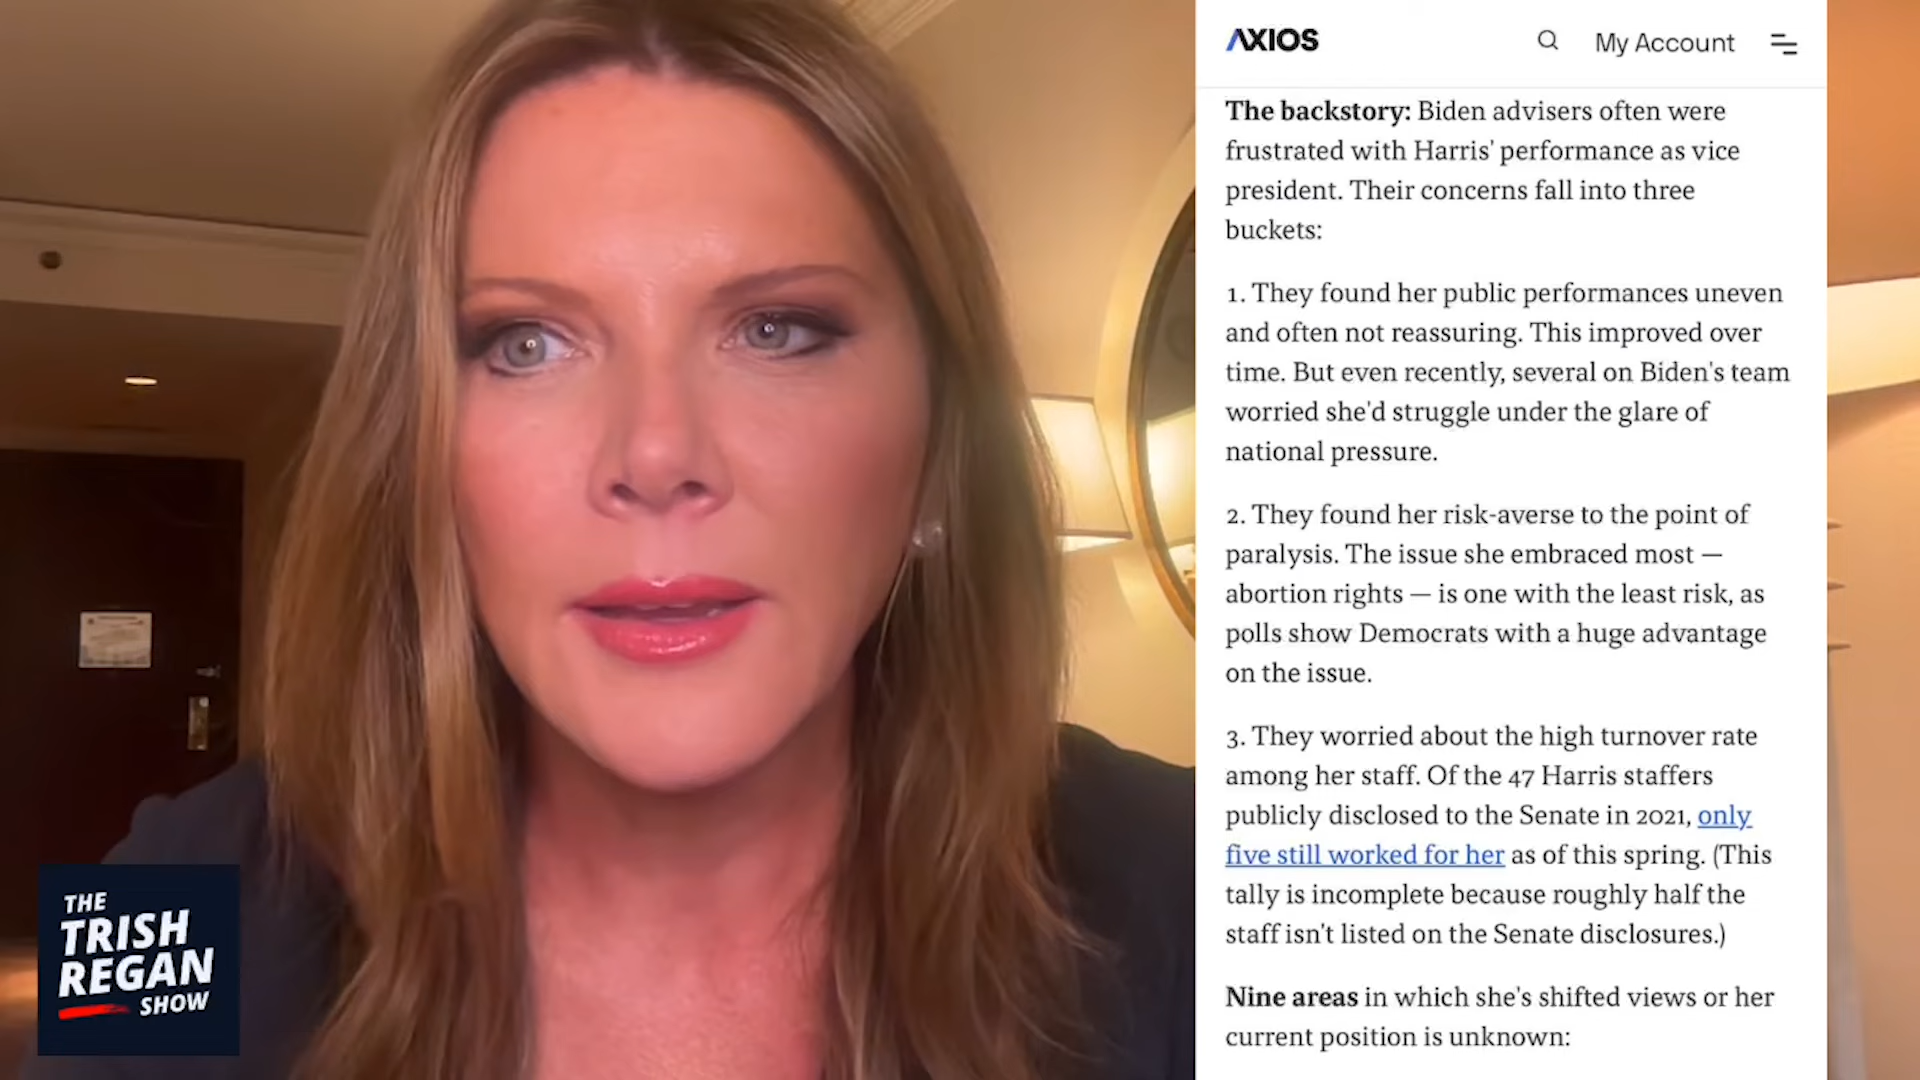 AXIOS
My Account
The backstory: Biden advisers often were
frustrated with Harris' performance as vice
president. Their concerns fall into three
buckets:
1. They found her public performances uneven
and often not reassuring. This improved over
time. But even recently, several on Biden's team
worried she'd struggle under the glare of
national pressure.
2. They found her risk-averse to the point of
paralysis. The issue she embraced most —
abortion rights — is one with the least risk, as
polls show Democrats with a huge advantage
on the issue.
3. They worried about the high turnover rate
among her staff. Of the 47 Harris staffers
publicly disclosed to the Senate in 2021, only
five still worked for her as of this spring. (This
tally is incomplete because roughly half the
staff isn't listed on the Senate disclosures.)
Nine areas in which she's shifted views or her
current position is unknown:
THE
TRISH
REGAN
SHOW